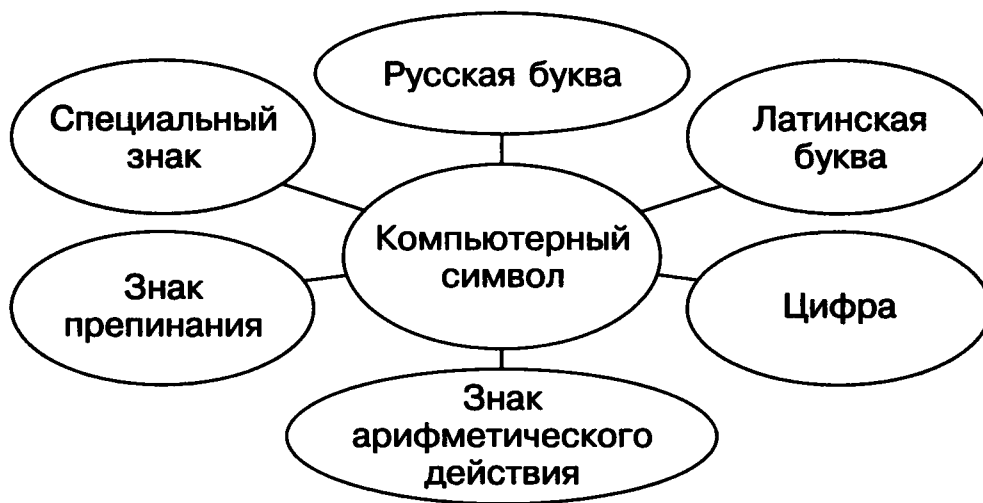 Русская буква
Специальный
знак
Латинская
буква
Компьютерный
символ
Знак
препинания
Цифра
Знак
арифметического
действия